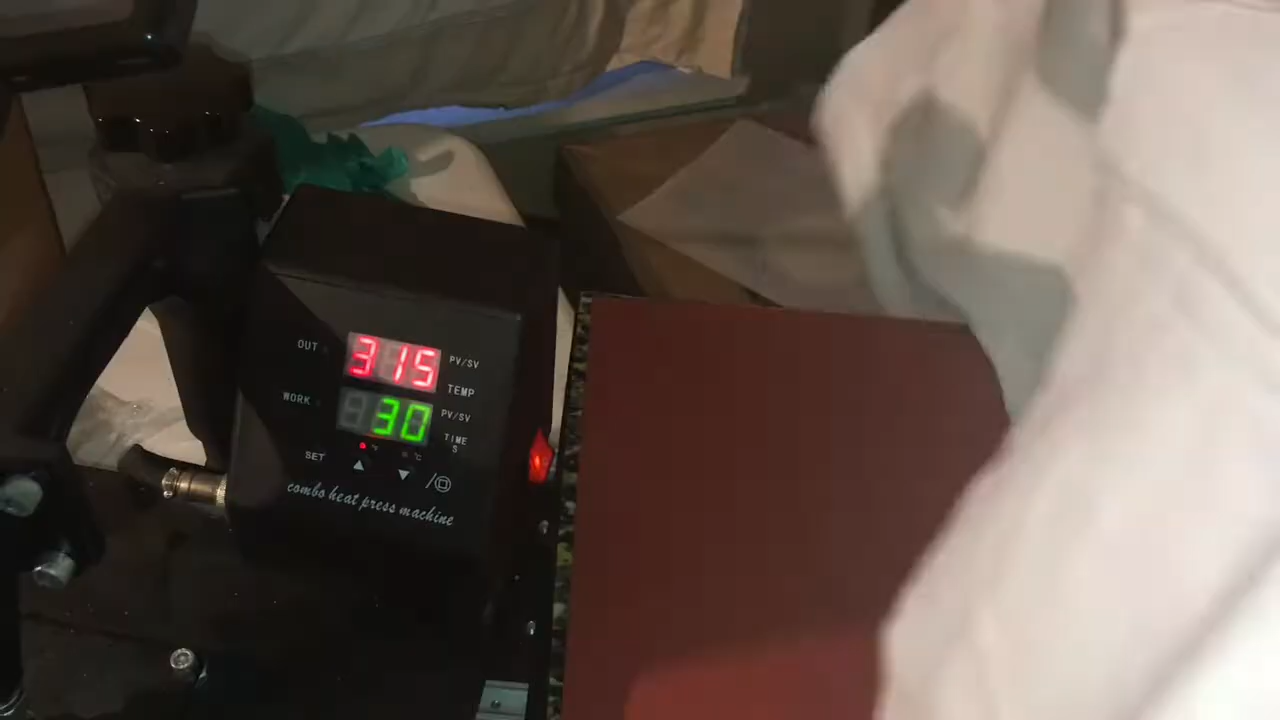 OUT 315 PV/SV
TEMP
WORK 30 PV/SV
TIME
S
SET °F °C
combo heat press machine